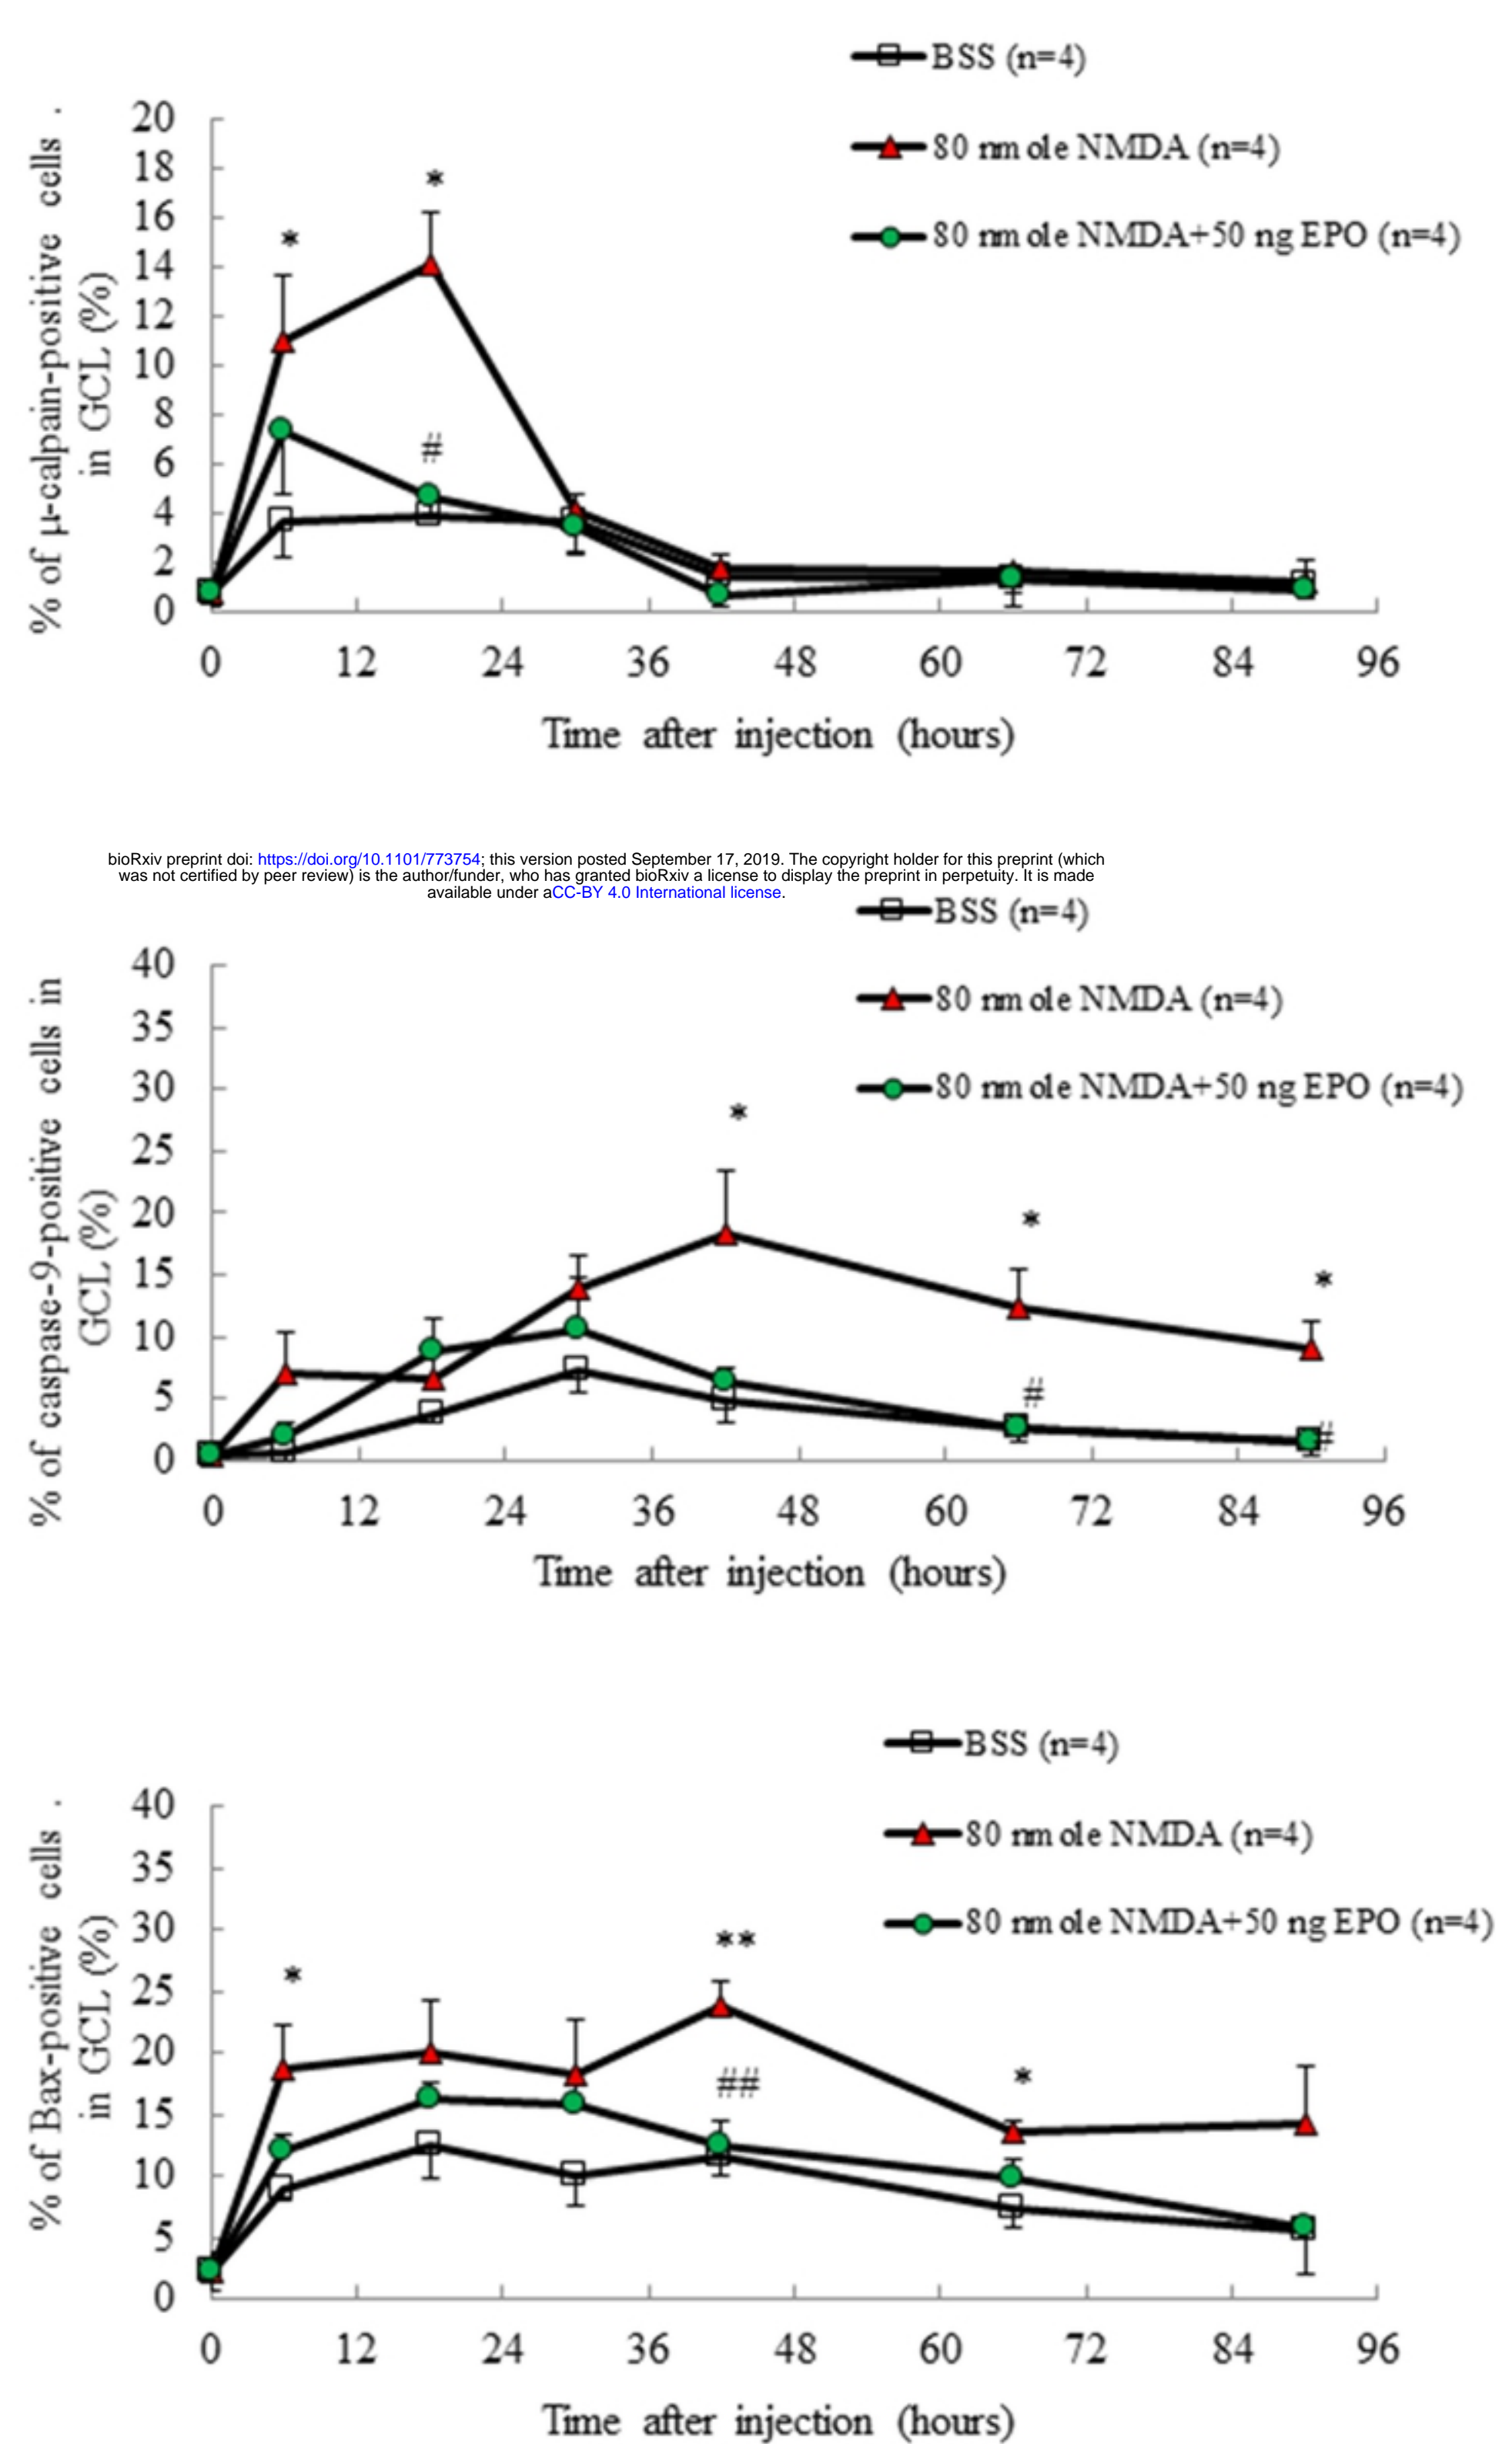 BSS (n=4)
80 nmole NMDA (n=4)
80 nmole NMDA+50 ng EPO (n=4)
% of μ-calpain-positive cells .
in GCL (%)
20
18
16
14
12
10
8
6
4
2
0
*
*
#
0 12 24 36 48 60 72 84 96
Time after injection (hours)
bioRxiv preprint doi: https://doi.org/10.1101/773754; this version posted September 17, 2019. The copyright holder for this preprint (which
was not certified by peer review) is the author/funder, who has granted bioRxiv a license to display the preprint in perpetuity. It is made
available under aCC-BY 4.0 International license.
BSS (n=4)
80 nmole NMDA (n=4)
80 nmole NMDA+50 ng EPO (n=4)
% of caspase-9-positive cells in
GCL (%)
40
35
30
25
20
15
10
5
0
*
*
*
#
#
0 12 24 36 48 60 72 84 96
Time after injection (hours)
BSS (n=4)
80 nmole NMDA (n=4)
80 nmole NMDA+50 ng EPO (n=4)
% of Bax-positive cells .
in GCL (%)
40
35
30
25
20
15
10
5
0
*
**
##
*
0 12 24 36 48 60 72 84 96
Time after injection (hours)